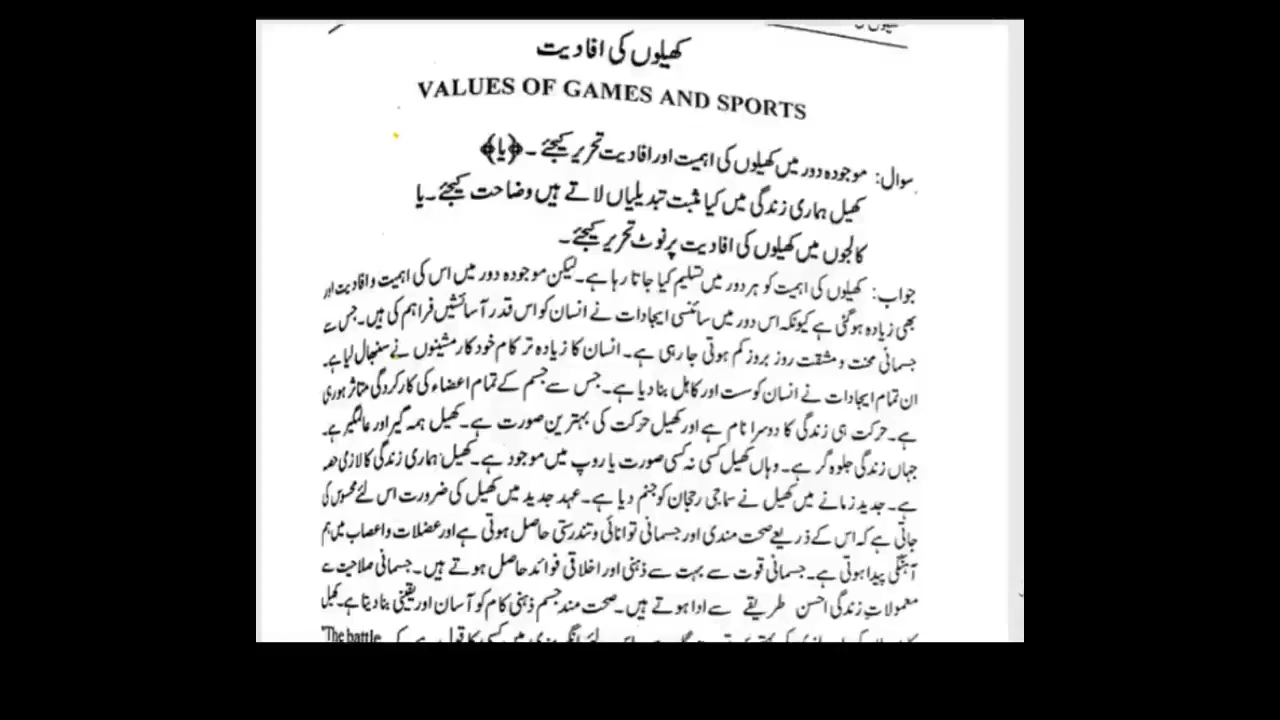 کھیلوں کی افادیت
VALUES OF GAMES AND SPORTS
سوال: موجودہ دور میں کھیلوں کی اہمیت اور افادیت تحریر کیجئے۔ ﴿یا﴾
کھیل ہماری زندگی میں کیا مثبت تبدیلیاں لاتے ہیں وضاحت کیجئے۔ یا
کالجوں میں کھیلوں کی افادیت پر نوٹ تحریر کیجئے۔
جواب: کھیلوں کی اہمیت کو ہر دور میں تسلیم کیا جاتا رہا ہے۔ لیکن موجودہ دور میں اس کی اہمیت و افادیت اور
بھی زیادہ ہو گئی ہے کیونکہ اس دور میں سائنسی ایجادات نے انسان کو اس قدر آسائشیں فراہم کی ہیں۔ جس سے
جسمانی محنت و مشقت روز بروز کم ہوتی جا رہی ہے۔ انسان کا زیادہ تر کام خود کار مشینوں نے سنبھال لیا ہے۔
ان تمام ایجادات نے انسان کو سست اور کاہل بنا دیا ہے۔ جس سے جسم کے تمام اعضاء کی کارکردگی متاثر ہو رہی
ہے۔ حرکت ہی زندگی کا دوسرا نام ہے اور کھیل حرکت کی بہترین صورت ہے۔ کھیل ہمہ گیر اور عالمگیر ہے۔
جہاں زندگی جلوہ گر ہے۔ وہاں کھیل کسی نہ کسی صورت یا روپ میں موجود ہے۔ کھیل ہماری زندگی کا لازمی حصہ
ہے۔ جدید زمانے میں کھیل نے سماجی رجحان کو جنم دیا ہے۔ عہد جدید میں کھیل کی ضرورت اس لئے محسوس کی
جاتی ہے کہ اس کے ذریعے صحت مندی اور جسمانی توانائی و تندرستی حاصل ہوتی ہے اور عضلات و اعصاب میں ہم
آہنگی پیدا ہوتی ہے۔ جسمانی قوت سے بہت سے ذہنی اور اخلاقی فوائد حاصل ہوتے ہیں۔ جسمانی صلاحیت سے
معمولات زندگی احسن طریقے سے ادا ہوتے ہیں۔ صحت مند جسم ذہنی کام کو آسان اور یقینی بنا دیتا ہے۔ کھیل
کسی کا قول ہے کہ "The battle